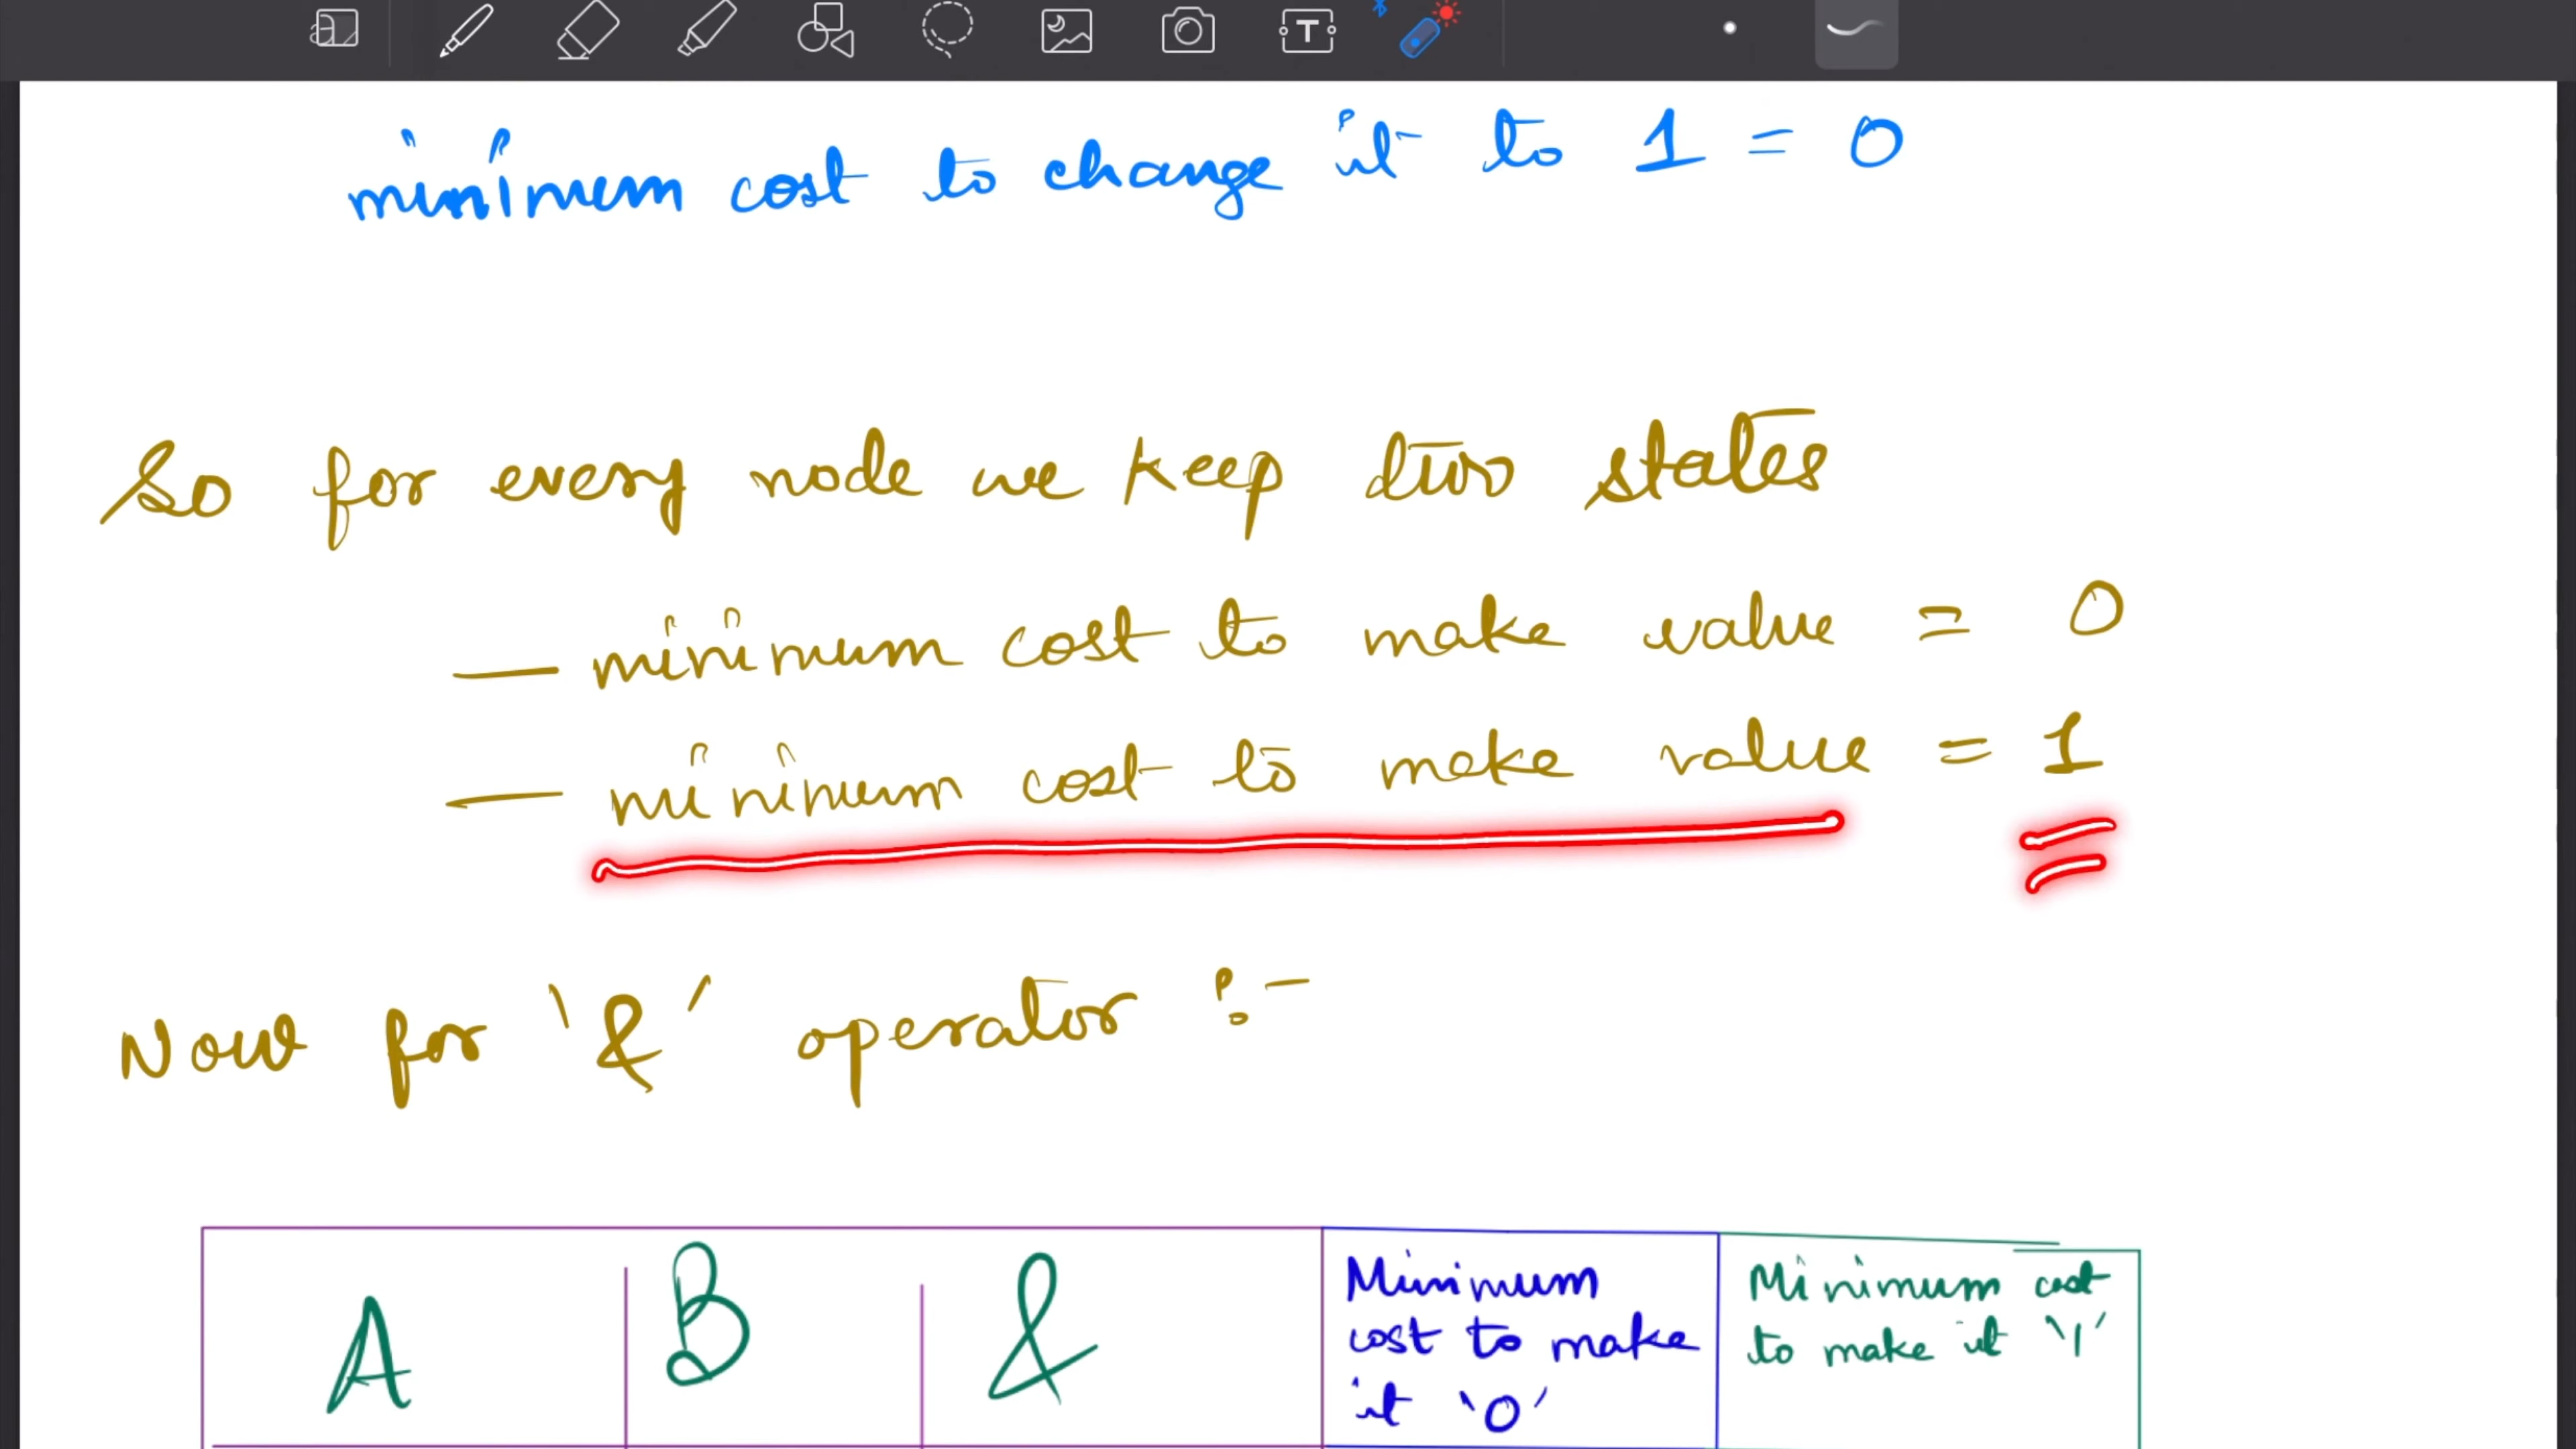 minimum cost to change it to 1 = 0
So for every node we keep two states
— minimum cost to make value = 0
— minimum cost to make value = 1
Now for '&' operator :-
A B & Minimum cost to make it '0' Minimum cost to make it '1'